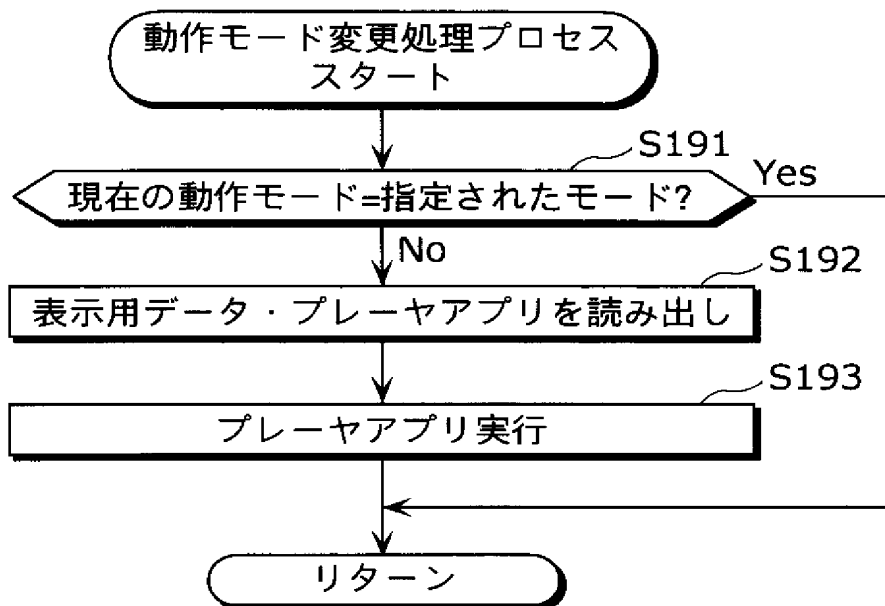 動作モード変更処理プロセス
スタート
S191
現在の動作モード=指定されたモード?
Yes
No
S192
表示用データ・プレーヤアプリを読み出し
S193
プレーヤアプリ実行
リターン